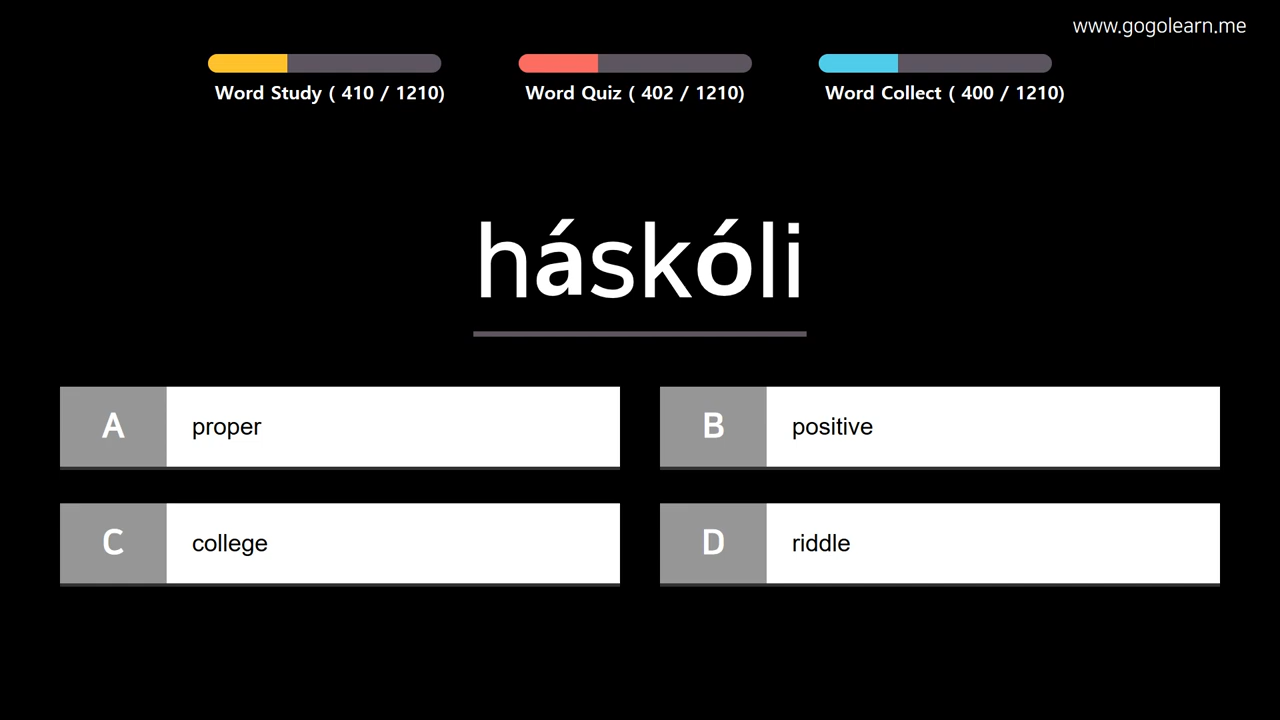 www.gogolearn.me
Word Study ( 410 / 1210)
Word Quiz ( 402 / 1210)
Word Collect ( 400 / 1210)
háskóli
A proper
B positive
C college
D riddle